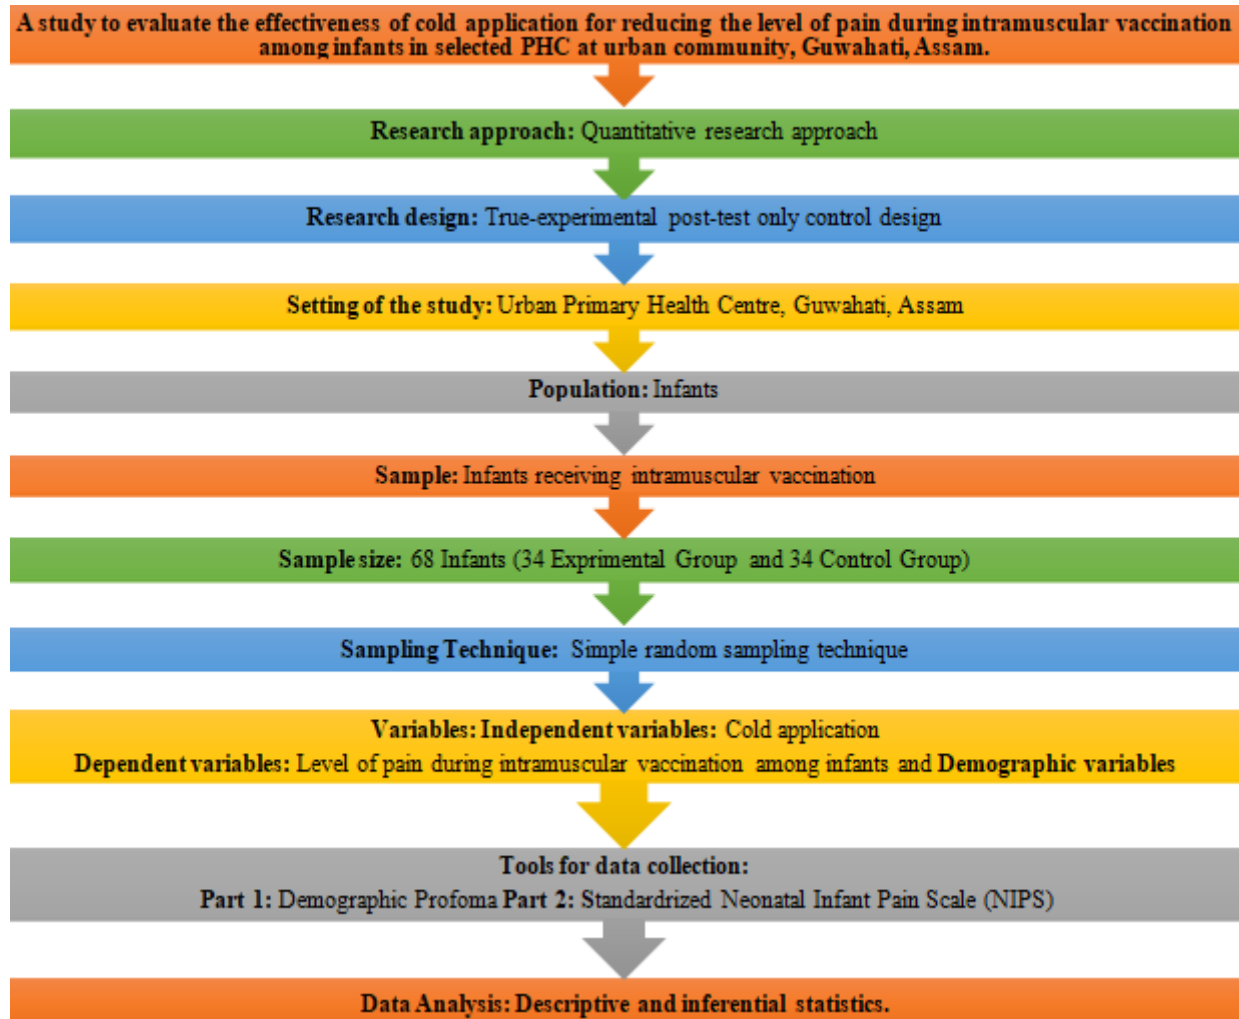 A study to evaluate the effectiveness of cold application for reducing the level of pain during intramuscular vaccination
among infants in selected PHC at urban community, Guwahati, Assam.
Research approach: Quantitative research approach
Research design: True-experimental post-test only control design
Setting of the study: Urban Primary Health Centre, Guwahati, Assam
Population: Infants
Sample: Infants receiving intramuscular vaccination
Sample size: 68 Infants (34 Exprimental Group and 34 Control Group)
Sampling Technique: Simple random sampling technique
Variables: Independent variables: Cold application
Dependent variables: Level of pain during intramuscular vaccination among infants and Demographic variables
Tools for data collection:
Part 1: Demographic Profoma Part 2: Standardrized Neonatal Infant Pain Scale (NIPS)
Data Analysis: Descriptive and inferential statistics.